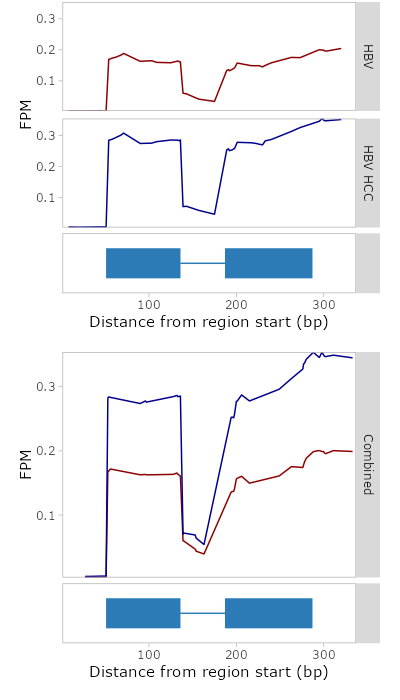 0.3
0.2
0.1
HBV
FPM
0.3
0.2
0.1
HBV HCC
100 200 300
Distance from region start (bp)
0.3
0.2
0.1
FPM
Combined
100 200 300
Distance from region start (bp)